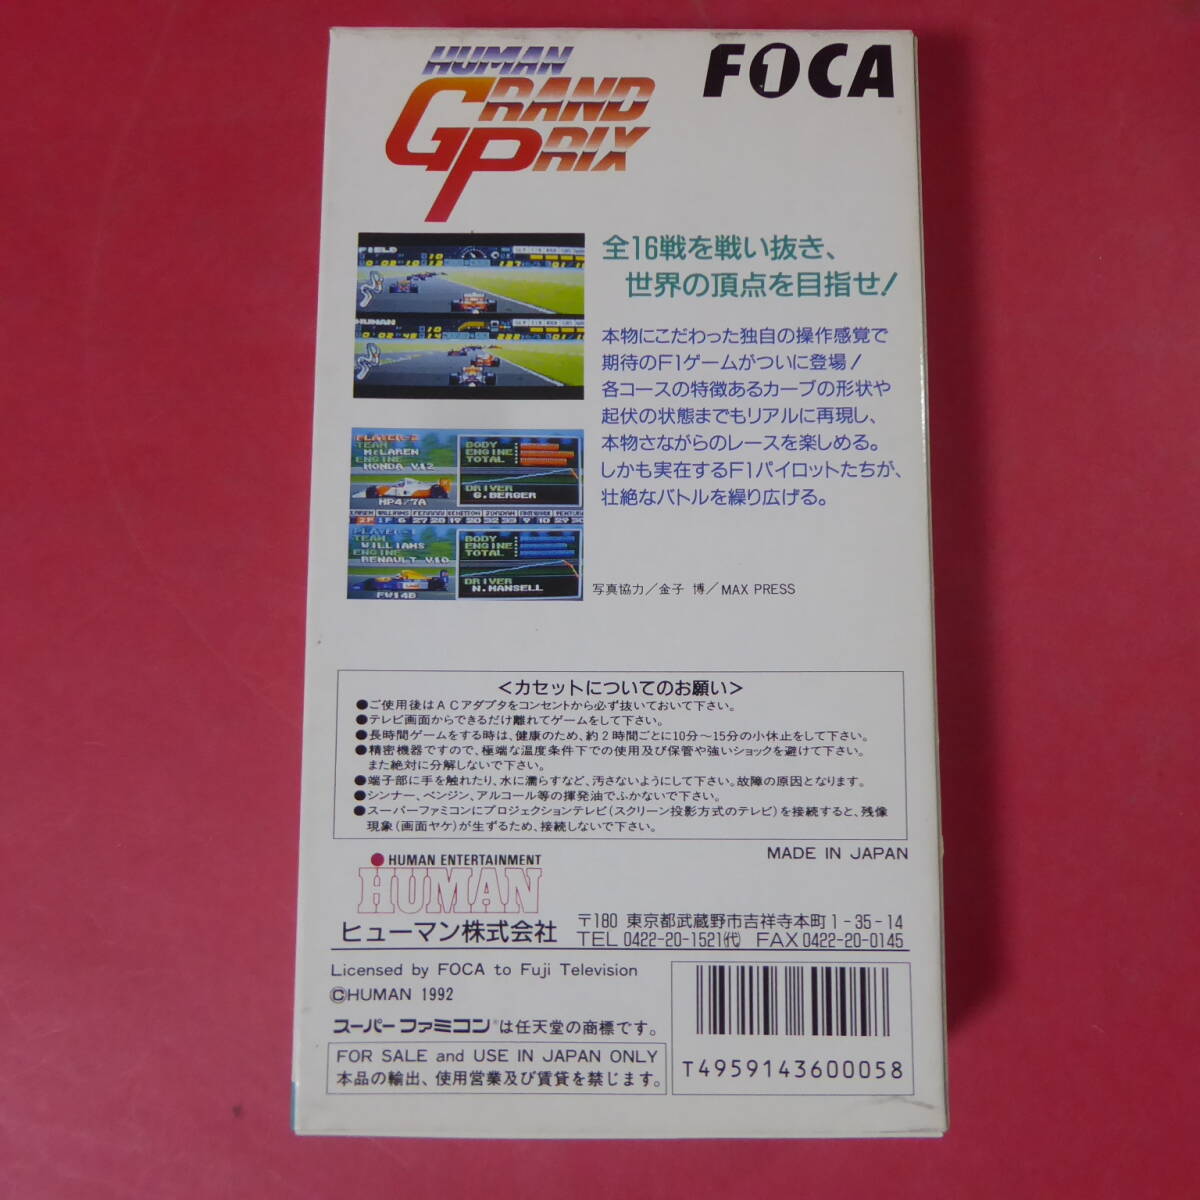 HUMAN
GRAND
PRIX
FOCA
全16戦を戦い抜き、
世界の頂点を目指せ!
本物にこだわった独自の操作感覚で
期待のF1ゲームがついに登場!
各コースの特徴あるカーブの形状や
起伏の状態までもリアルに再現し、
本物さながらのレースを楽しめる。
しかも実在するF1パイロットたちが、
壮絶なバトルを繰り広げる。
FIELD
HUMAN
PLAYER-2
TEAM
McLAREN
ENGINE
HONDA V12
MP4/7A
BODY
ENGINE
TOTAL
DRIVER
G.BERGER
TEAM
WILLIAMS
ENGINE
RENAULT V10
FW14B
BODY
ENGINE
TOTAL
DRIVER
N.MANSELL
写真協力/金子 博/MAX PRESS
<カセットについてのお願い>
●ご使用後はACアダプタをコンセントから必ず抜いておいて下さい。
●テレビ画面からできるだけ離れてゲームをして下さい。
●長時間ゲームをする時は、健康のため、約2時間ごとに10分〜15分の小休止をして下さい。
●精密機器ですので、極端な温度条件下での使用及び保管や強いショックを避けて下さい。
また絶対に分解しないで下さい。
●端子部に手を触れたり、水に濡らすなど、汚さないようにして下さい。故障の原因となります。
●シンナー、ベンジン、アルコール等の揮発油でふかないで下さい。
●スーパーファミコンにプロジェクションテレビ(スクリーン投影方式のテレビ)を接続すると、残像
現象(画面ヤケ)が生ずるため、接続しないで下さい。
MADE IN JAPAN
HUMAN ENTERTAINMENT
HUMAN
ヒューマン株式会社
〒180 東京都武蔵野市吉祥寺本町1-35-14
TEL 0422-20-1521(代) FAX 0422-20-0145
Licensed by FOCA to Fuji Television
©HUMAN 1992
スーパーファミコン®は任天堂の商標です。
FOR SALE and USE IN JAPAN ONLY
本品の輸出、使用営業及び賃貸を禁じます。
T4959143600058